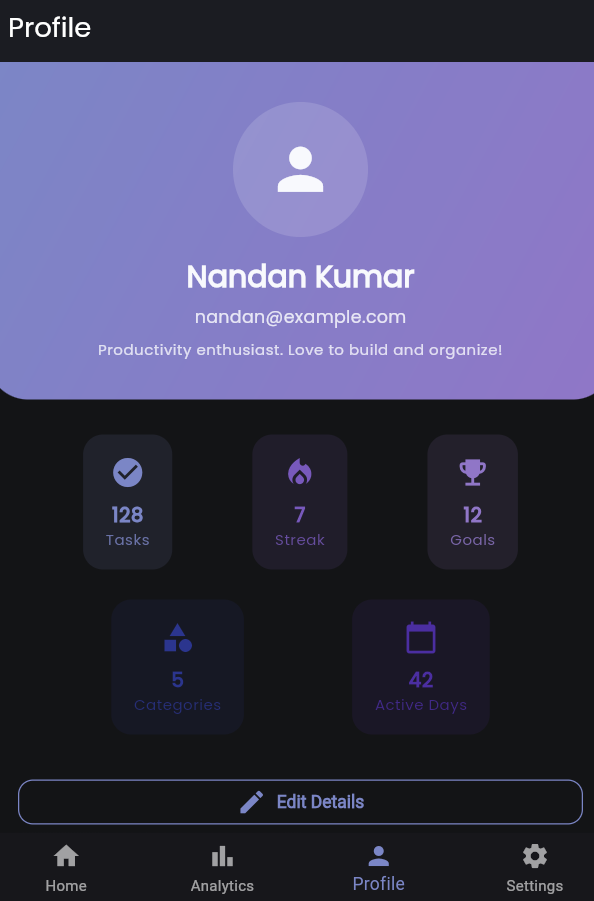 Profile
Nandan Kumar
nandan@example.com
Productivity enthusiast. Love to build and organize!
128 7 12
Tasks Streak Goals
5 42
Categories Active Days
Edit Details
Home Analytics Profile Settings